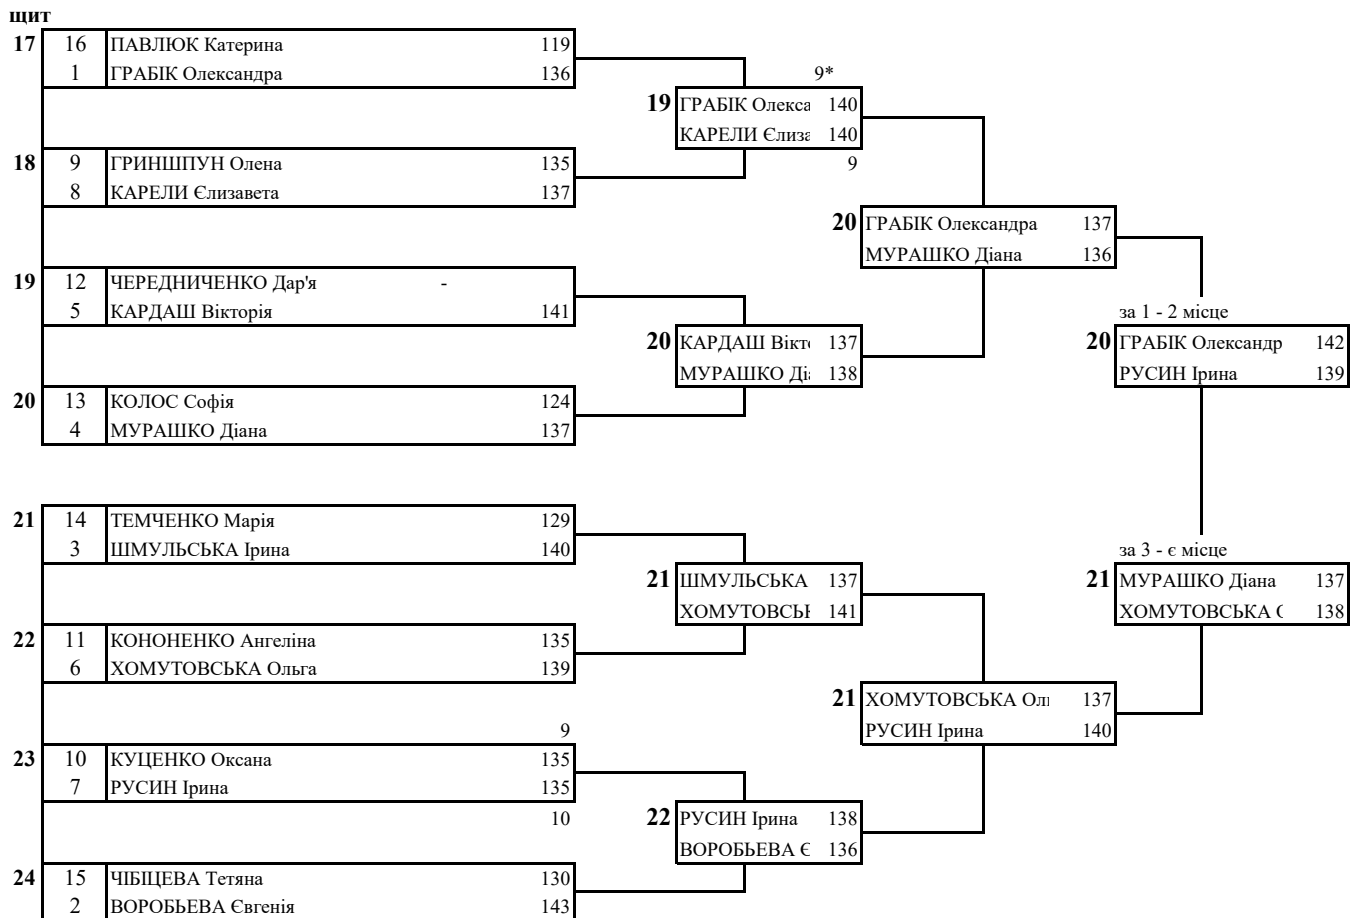 щит
17 16 ПАВЛЮК Катерина 119
1 ГРАБІК Олександра 136
9*
19 ГРАБІК Олекса 140
КАРЕЛИ Єлиза 140
9
18 9 ГРИНШПУН Олена 135
8 КАРЕЛИ Єлизавета 137
20 ГРАБІК Олександра 137
МУРАШКО Діана 136
19 12 ЧЕРЕДНИЧЕНКО Дар'я -
5 КАРДАШ Вікторія 141
за 1 - 2 місце
20 КАРДАШ Вікт 137
МУРАШКО Ді 138
20 ГРАБІК Олександр 142
РУСИН Ірина 139
20 13 КОЛОС Софія 124
4 МУРАШКО Діана 137
21 14 ТЕМЧЕНКО Марія 129
3 ШМУЛЬСЬКА Ірина 140
за 3 - є місце
21 ШМУЛЬСЬКА 137
ХОМУТОВСЬК 141
21 МУРАШКО Діана 137
ХОМУТОВСЬКА О 138
22 11 КОНОНЕНКО Ангеліна 135
6 ХОМУТОВСЬКА Ольга 139
21 ХОМУТОВСЬКА Ол 137
РУСИН Ірина 140
9
23 10 КУЦЕНКО Оксана 135
7 РУСИН Ірина 135
10
22 РУСИН Ірина 138
ВОРОБЬЕВА Є 136
24 15 ЧІБІЦЕВА Тетяна 130
2 ВОРОБЬЕВА Євгенія 143